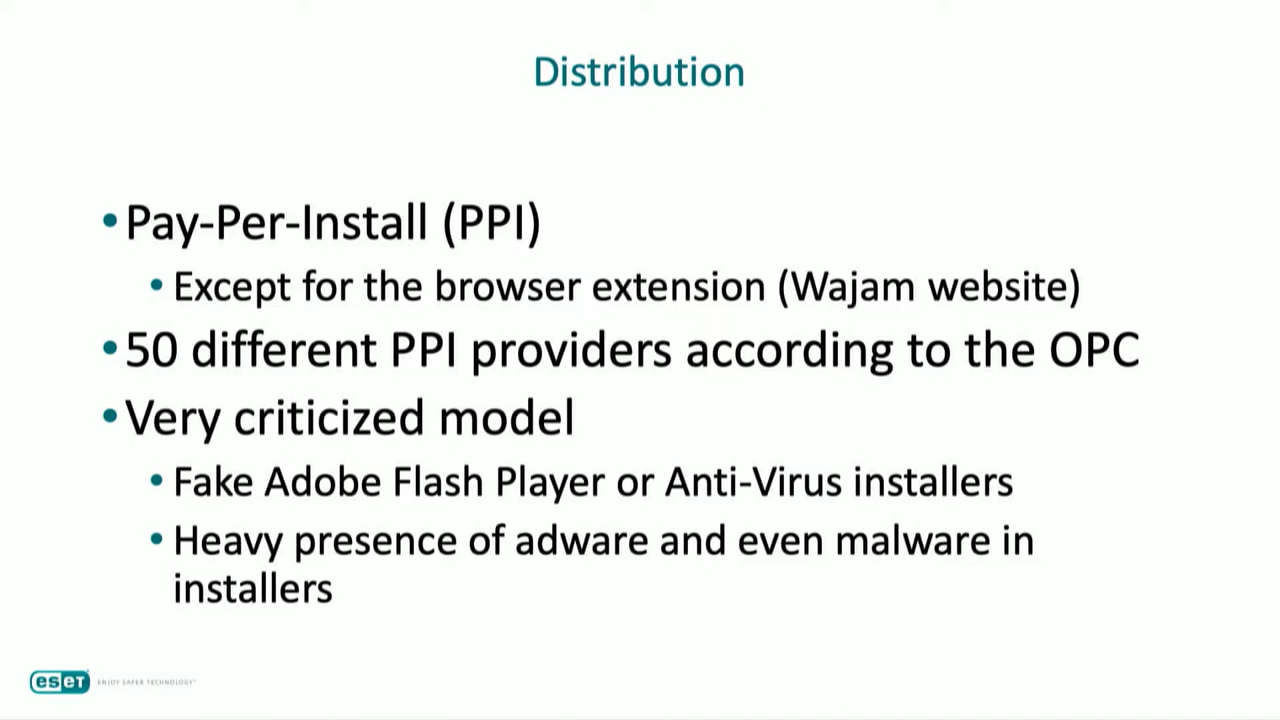 Distribution
•Pay-Per-Install (PPI)
•Except for the browser extension (Wajam website)
•50 different PPI providers according to the OPC
•Very criticized model
•Fake Adobe Flash Player or Anti-Virus installers
•Heavy presence of adware and even malware in
installers
eseT ENJOY SAFER TECHNOLOGY™